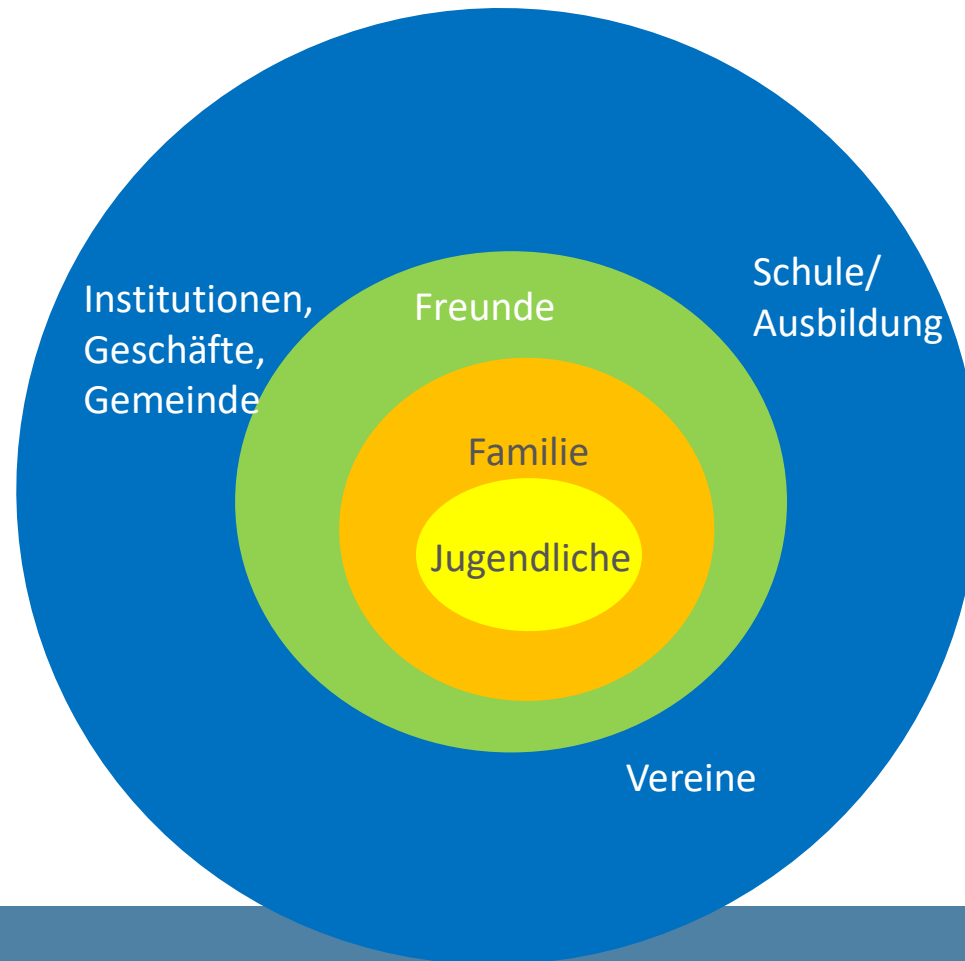 Institutionen,
Geschäfte,
Gemeinde
Freunde
Schule/
Ausbildung
Familie
Jugendliche
Vereine